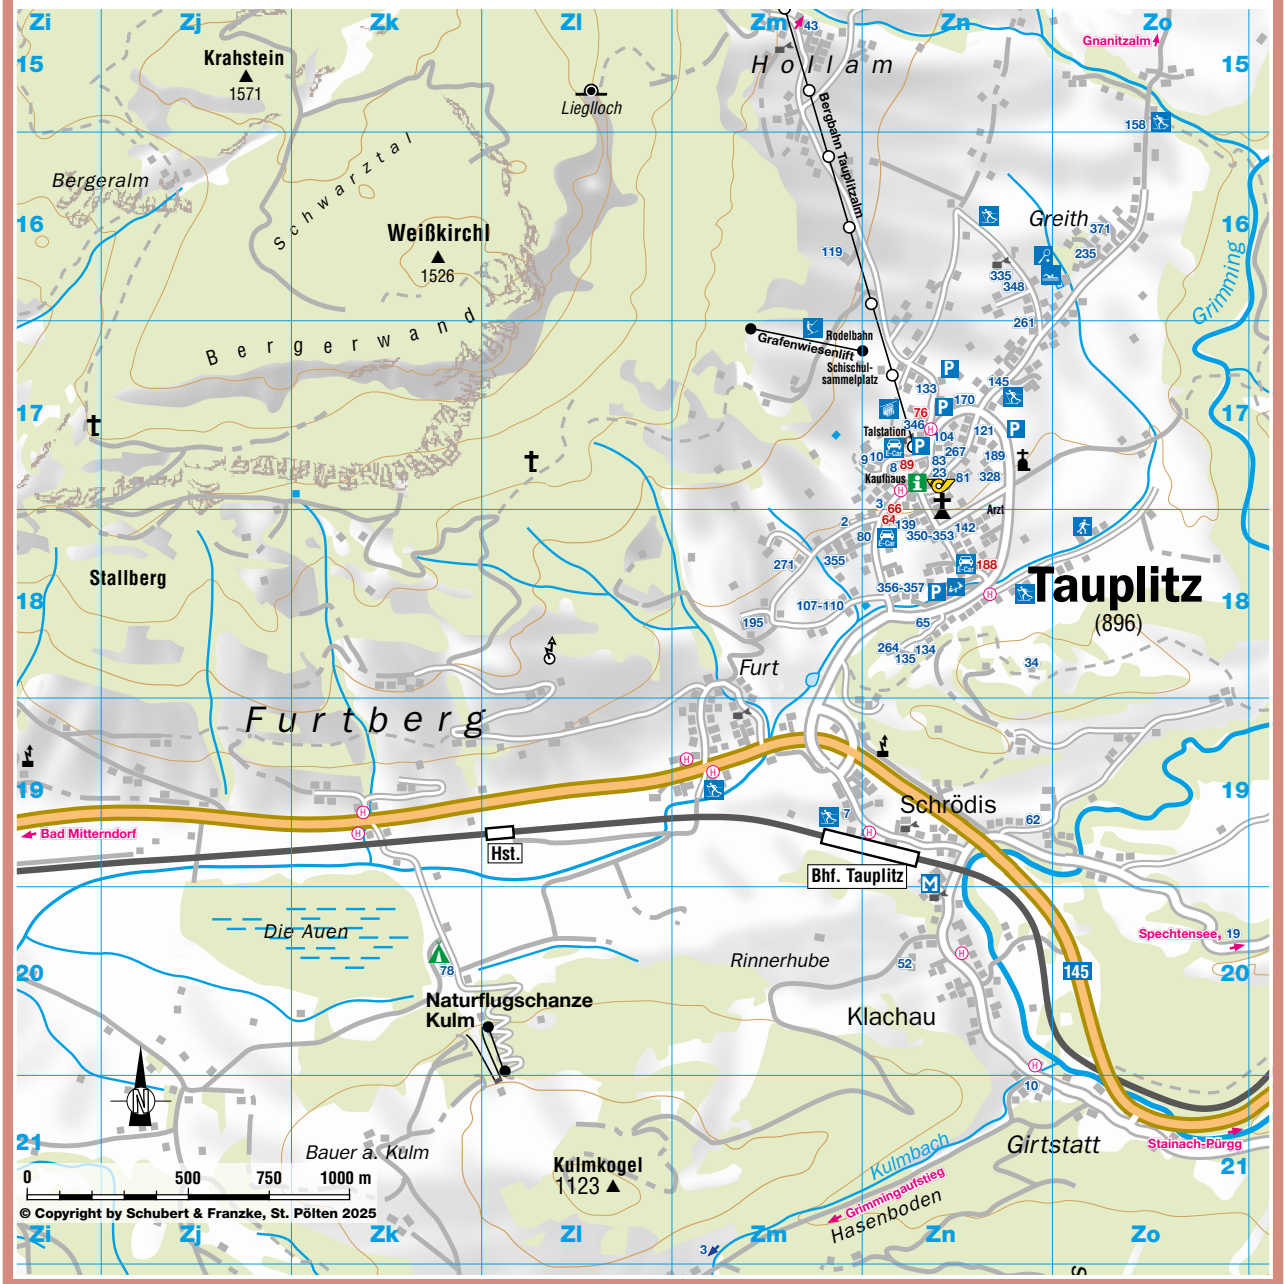 Zi Zj Zk Zl Zm Zn Zo
43
Gnanitzalm
15 15
Krahstein
1571
Hollam
Lieglloch
Bergbahn Tauplitzalm
158
Schwarztal
Bergeralm
16 16
Weißkirchl
1526
Greith
371
235
119
335
348
Grimming
261
Bergerwand
Rodelbahn
Grafenwiesenlift
Schischul-
sammelplatz
P
133
145
170
17 17
P
76
346
H
P
Talstation
104
121
E-Car
P
9 10
267
189
8
89
83
23
81
328
Kaufhaus
i
H
3
66
64
Arzt
2
139
142
80
E-Car
350-353
271
355
E-Car
188
Stallberg
Tauplitz
(896)
18 18
356-357
P
H
107-110
195
65
264
134
135
34
Furt
Furtberg
H
H
19 19
Schrödis
7
62
H
H
H
Bad Mitterndorf
Hst.
Bhf. Tauplitz
M
Die Auen
Spechtensee, 19
H
Rinnerhube
52
20 20
78
145
Naturflugschanze
Kulm
Klachau
H
10
N
21 21
Girtstatt
Stainach-Pürgg
Bauer a. Kulm
Kulmbach
Kulmkogel
1123
Grimmingaufstieg
Hasenboden
0 500 750 1000 m
© Copyright by Schubert & Franzke, St. Pölten 2025
Zi Zj Zk Zl Zm Zn Zo
3
S